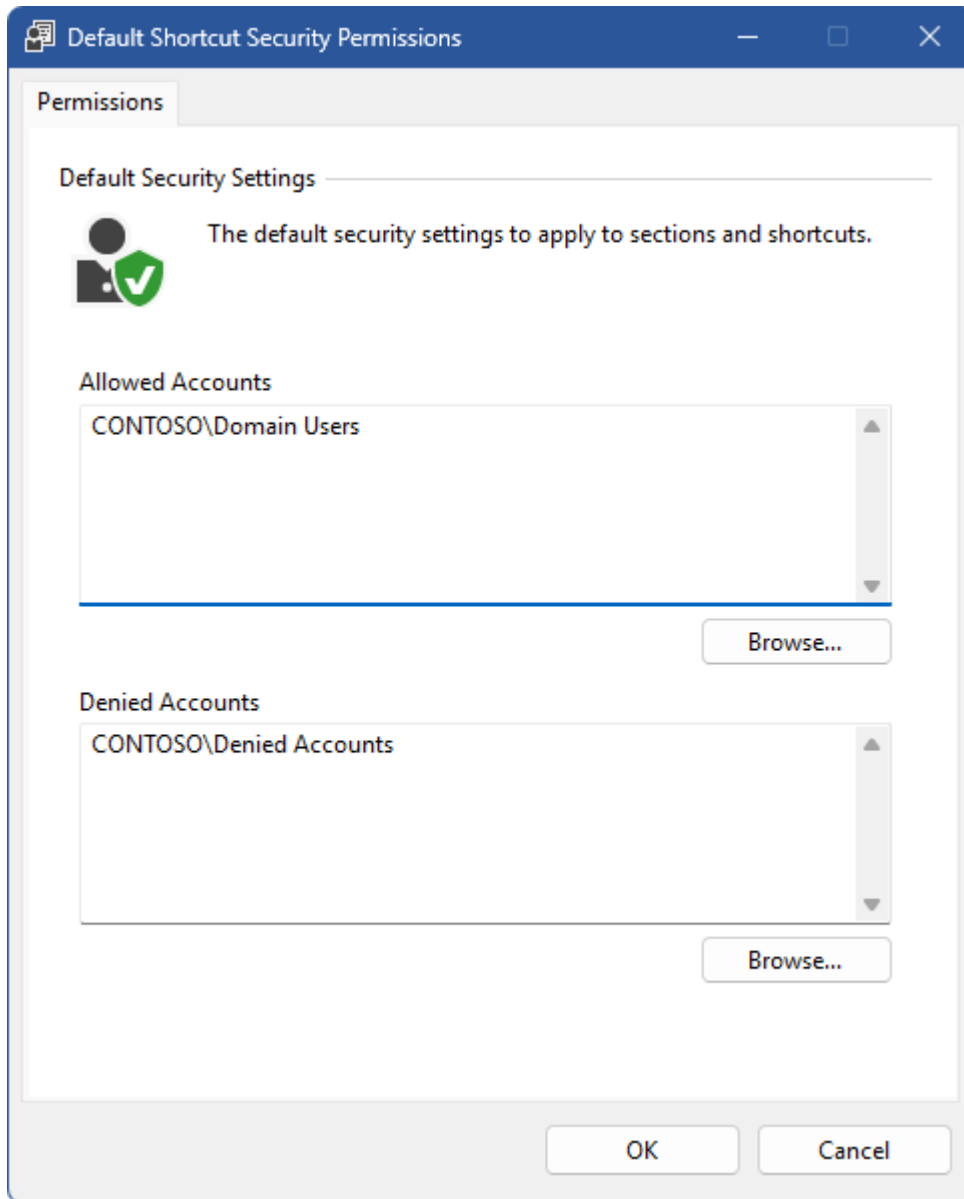 Default Shortcut Security Permissions
Permissions
Default Security Settings
The default security settings to apply to sections and shortcuts.
Allowed Accounts
CONTOSO\Domain Users
Browse...
Denied Accounts
CONTOSO\Denied Accounts
Browse...
OK
Cancel